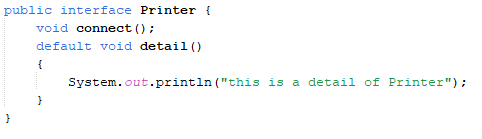 public interface Printer {
    void connect();
    default void detail()
    {
        System.out.println("this is a detail of Printer");
    }
}